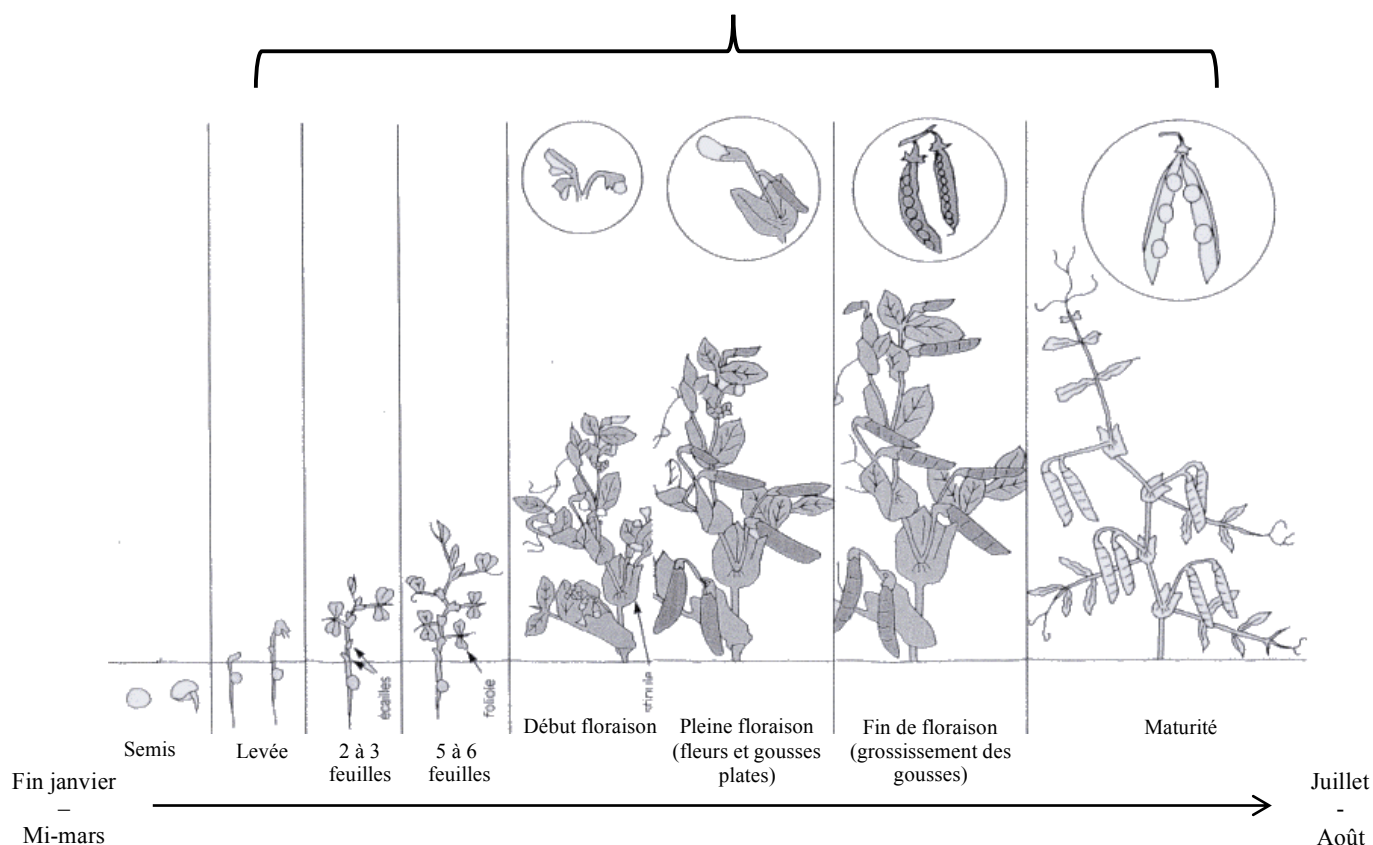 écailles
foliole
Semis
Levée
2 à 3
feuilles
5 à 6
feuilles
Début floraison
Pleine floraison
(fleurs et gousses
plates)
Fin de floraison
(grossissement des
gousses)
Maturité
Fin janvier
–
Mi-mars
Juillet
-
Août